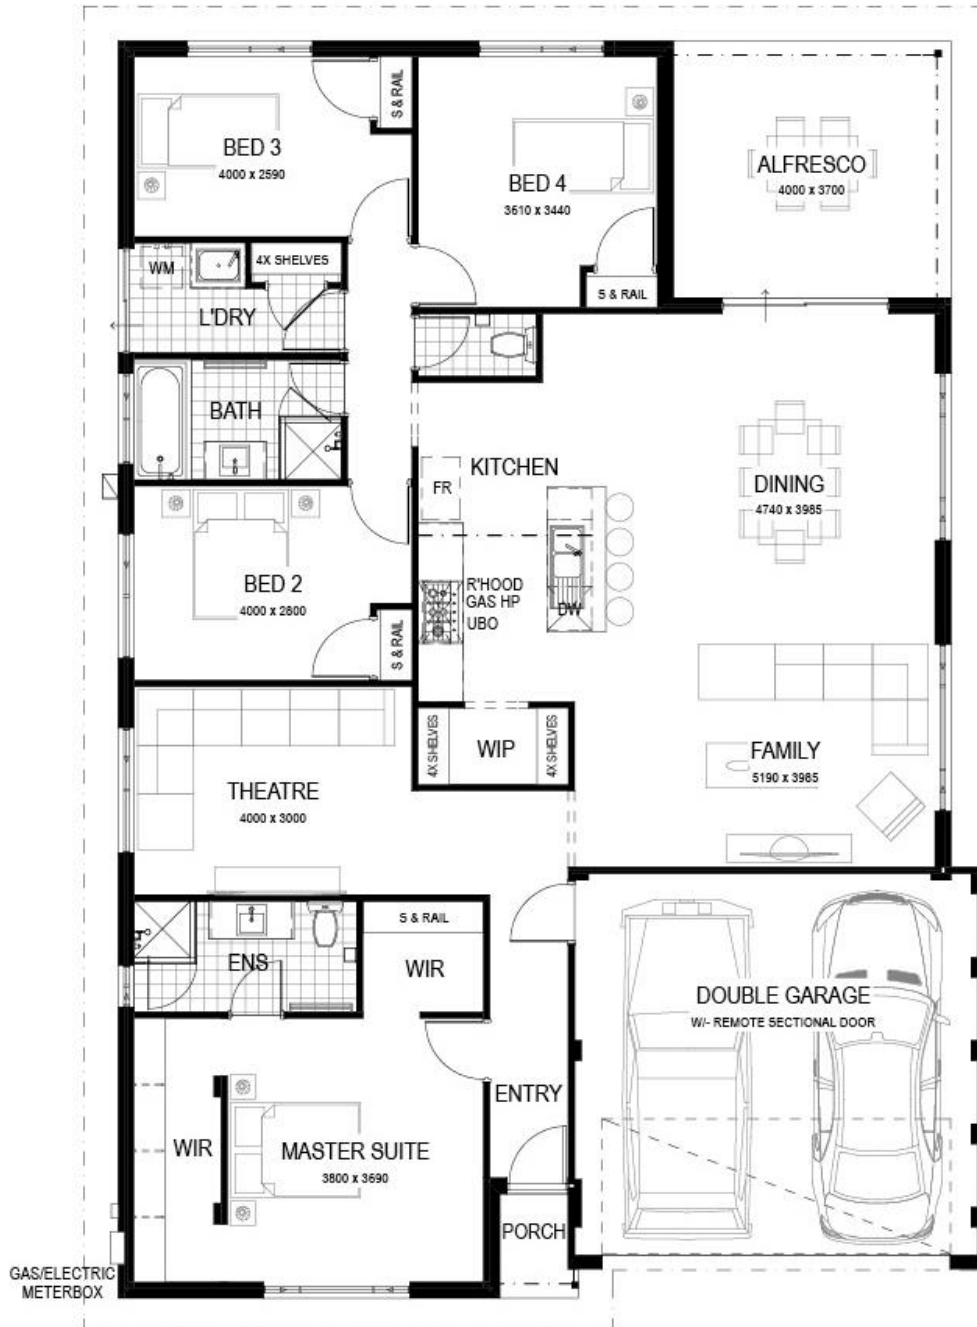 BED 3
4000 x 2590
S & RAIL
BED 4
3610 x 3440
S & RAIL
ALFRESCO
4000 x 3700
WM
4X SHELVES
L'DRY
BATH
KITCHEN
FR
DINING
4740 x 3985
BED 2
4000 x 2800
S & RAIL
R'HOOD
GAS HP
UBO
DW
4X SHELVES
WIP
4X SHELVES
FAMILY
5190 x 3985
THEATRE
4000 x 3000
ENS
S & RAIL
WIR
DOUBLE GARAGE
W/- REMOTE SECTIONAL DOOR
ENTRY
WIR
MASTER SUITE
3800 x 3690
PORCH
GAS/ELECTRIC
METERBOX